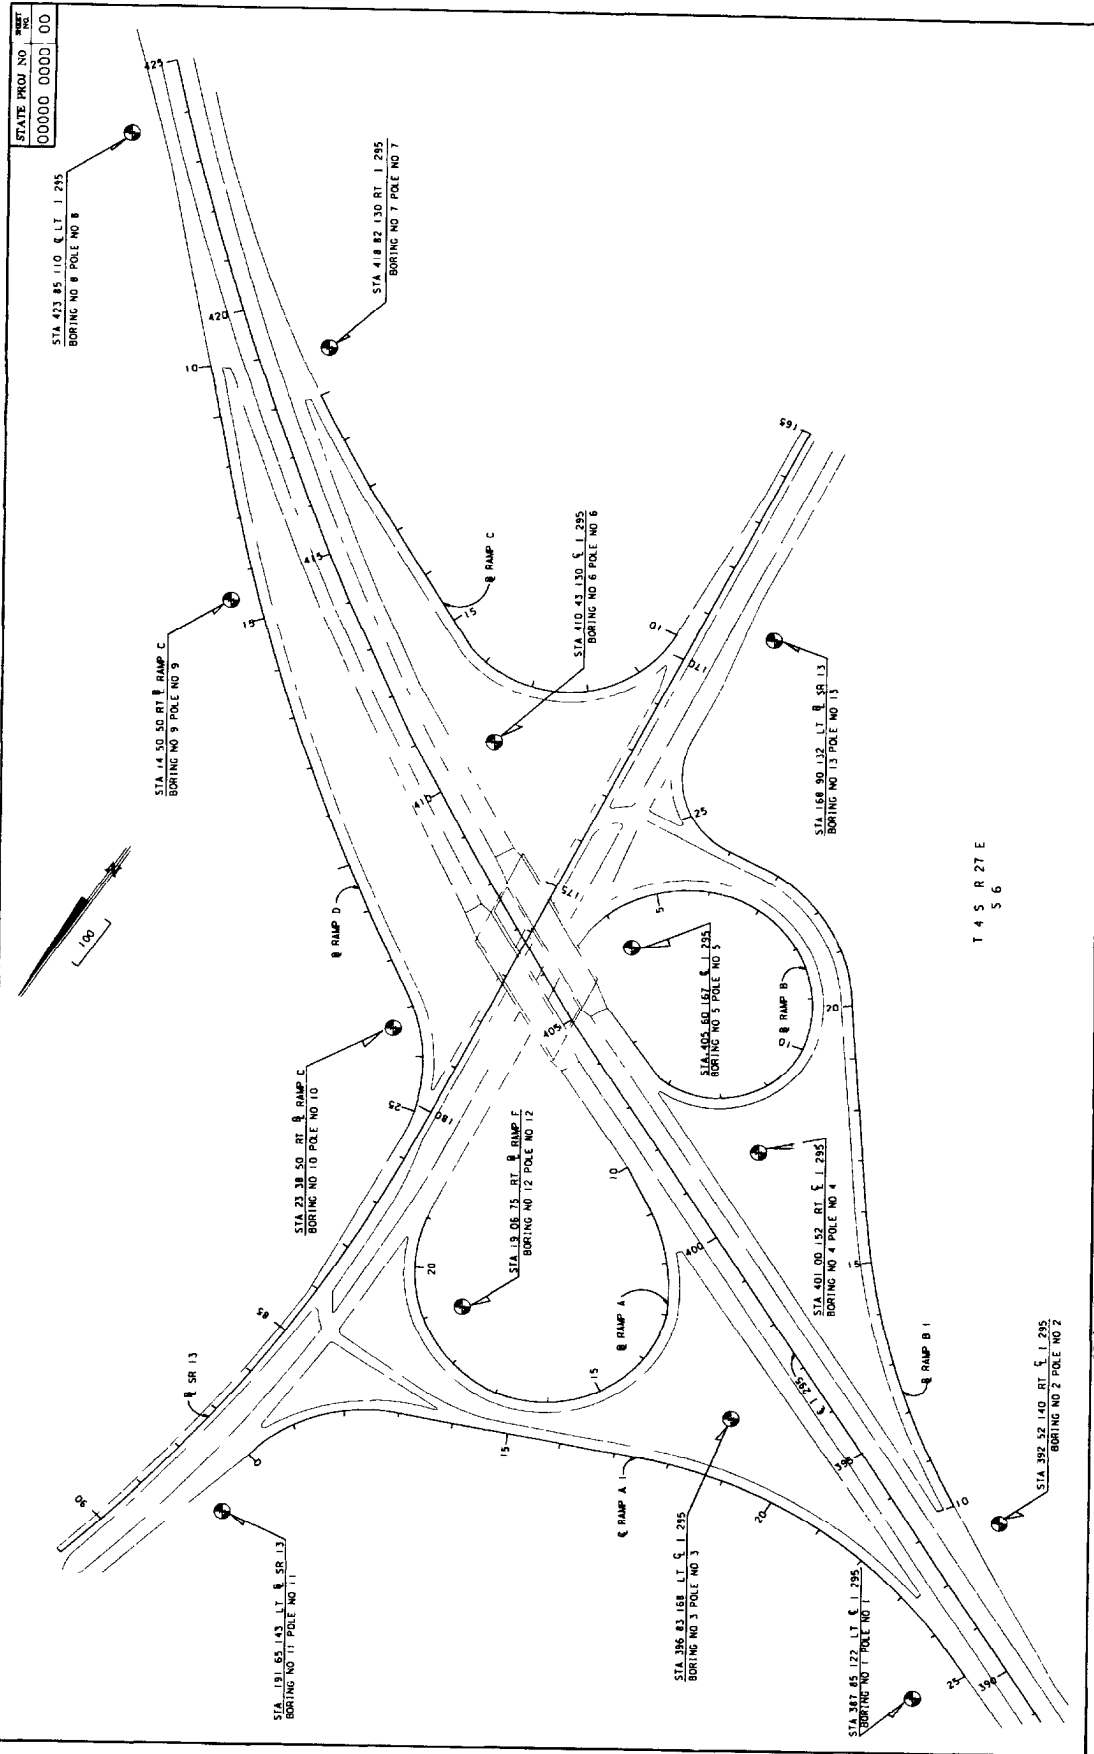 STATE PROJ NO
SHEET NO.
00000 0000
00
STA 423 85 110 ℄ LT I 295
BORING NO 8 POLE NO 8
STA 418 82 130 RT I 295
BORING NO 7 POLE NO 7
STA 14 50 50 RT ℄ RAMP C
BORING NO 9 POLE NO 9
STA 410 43 130 ℄ I 295
BORING NO 6 POLE NO 6
STA 168 90 132 LT ℄ SR 13
BORING NO 13 POLE NO 13
STA 23 38 50 RT ℄ RAMP C
BORING NO 10 POLE NO 10
STA 405 60 167 ℄ I 295
BORING NO 5 POLE NO 5
STA 19 06 75 RT ℄ RAMP F
BORING NO 12 POLE NO 12
STA 401 00 152 RT ℄ I 295
BORING NO 4 POLE NO 4
STA 392 52 140 RT ℄ I 295
BORING NO 2 POLE NO 2
STA 396 83 168 LT ℄ I 295
BORING NO 3 POLE NO 3
STA 191 65 143 LT ℄ SR 13
BORING NO 11 POLE NO 11
STA 387 85 122 LT ℄ I 295
BORING NO 1 POLE NO 1
℄ RAMP C
℄ RAMP D
℄ RAMP B
℄ RAMP A
℄ RAMP B 1
℄ RAMP A 1
℄ SR 13
℄ I 295
T 4 S R 27 E
S 6
N
100
425
420
415
410
405
400
395
390
165
170
175
180
85
90
10
15
25
15
10
25
20
15
10
5
10
10
15
20
0
15
20
25